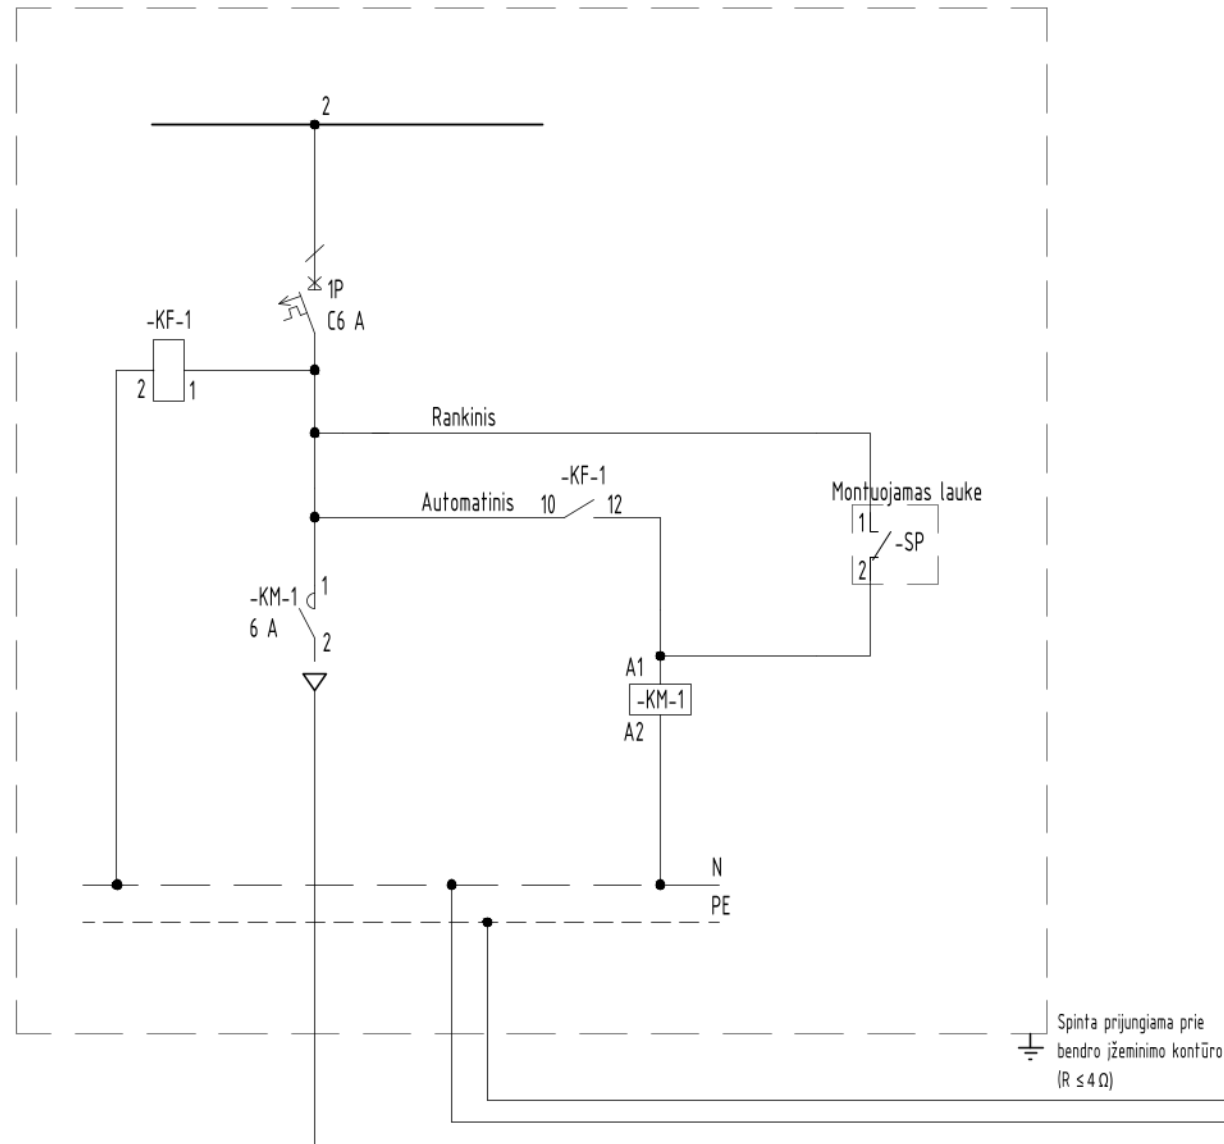 2
1P
C6 A
-KF-1
2
1
Rankinis
-KF-1
Automatinis
10
12
Montuojamas lauke
1
-SP
2
1
-KM-1
6 A
2
A1
-KM-1
A2
N
PE
Spinta prijungiama prie
bendro įžeminimo kontūro
(R ≤ 4 Ω)